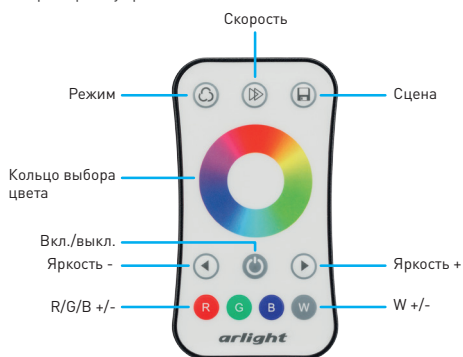 Скорость
Режим
Сцена
Кольцо выбора
цвета
Вкл./выкл.
Яркость -
Яркость +
R/G/B +/-
R G B W
W +/-
arlight